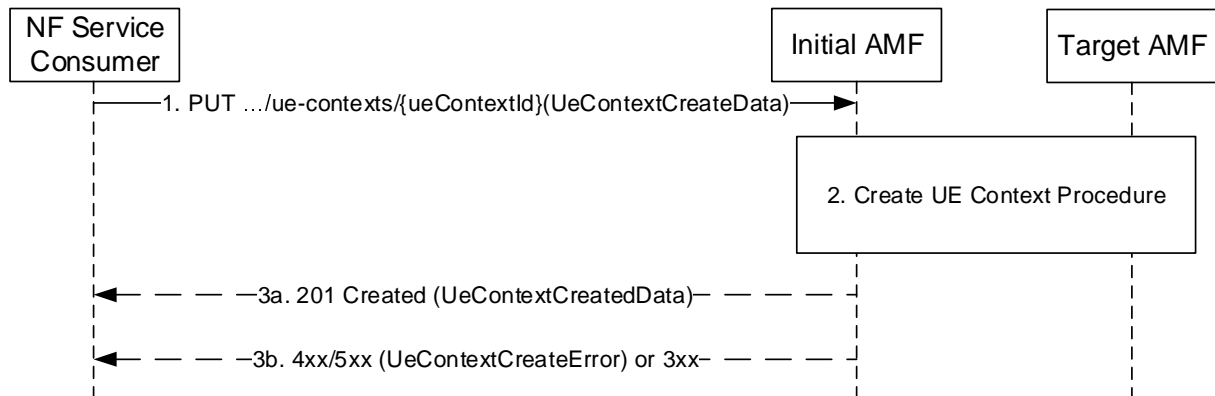 NF Service
Consumer
Initial AMF
Target AMF
1. PUT …/ue-contexts/{ueContextId}(UeContextCreateData)
2. Create UE Context Procedure
3a. 201 Created (UeContextCreatedData)
3b. 4xx/5xx (UeContextCreateError) or 3xx